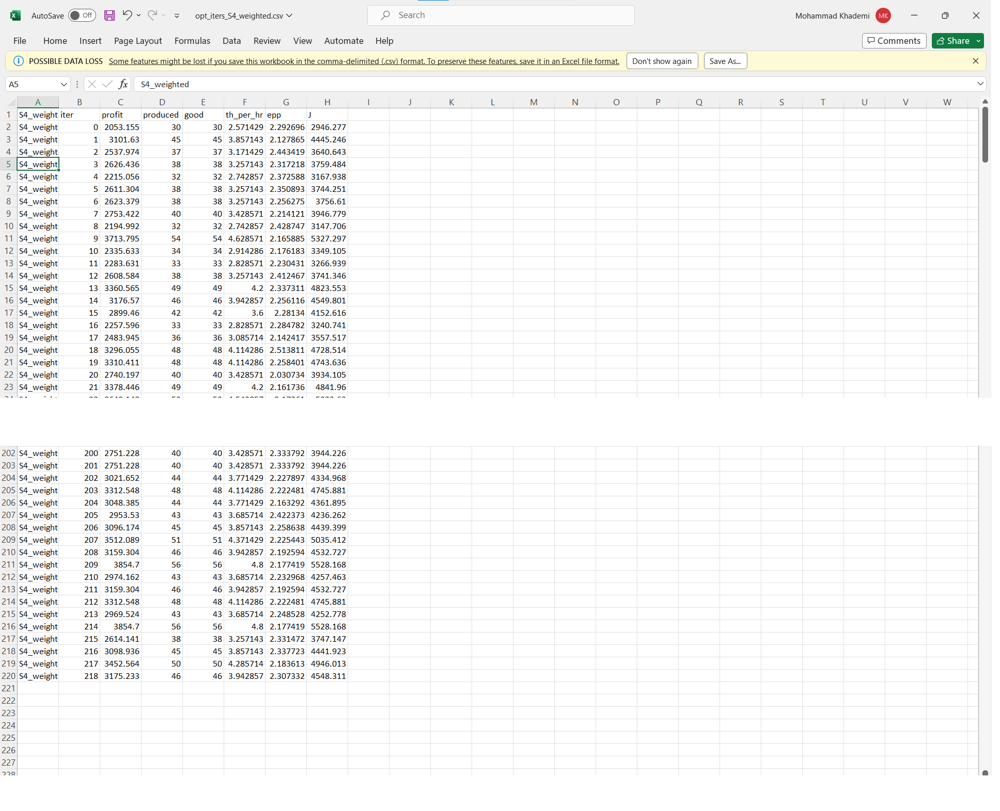 AutoSave Off opt_iters_S4_weighted.csv Search Mohammad Khademi MK
File Home Insert Page Layout Formulas Data Review View Automate Help Comments Share
POSSIBLE DATA LOSS Some features might be lost if you save this workbook in the comma-delimited (.csv) format. To preserve these features, save it in an Excel file format. Don't show again Save As...
A5 fx S4_weighted
A B C D E F G H I J K L M N O P Q R S T U V W
1 S4_weight iter profit produced good th_per_hr epp J
2 S4_weight 0 2053.155 30 30 2.571429 2.292696 2946.277
3 S4_weight 1 3101.63 45 45 3.857143 2.127865 4445.246
4 S4_weight 2 2537.974 37 37 3.171429 2.443419 3640.643
5 S4_weight 3 2626.436 38 38 3.257143 2.317218 3759.484
6 S4_weight 4 2215.056 32 32 2.742857 2.372588 3167.938
7 S4_weight 5 2611.304 38 38 3.257143 2.350893 3744.251
8 S4_weight 6 2623.379 38 38 3.257143 2.256275 3756.61
9 S4_weight 7 2753.422 40 40 3.428571 2.214121 3946.779
10 S4_weight 8 2194.992 32 32 2.742857 2.428747 3147.706
11 S4_weight 9 3713.795 54 54 4.628571 2.165885 5327.297
12 S4_weight 10 2335.633 34 34 2.914286 2.176183 3349.105
13 S4_weight 11 2283.631 33 33 2.828571 2.230431 3266.939
14 S4_weight 12 2608.584 38 38 3.257143 2.412467 3741.346
15 S4_weight 13 3360.565 49 49 4.2 2.337311 4823.553
16 S4_weight 14 3176.57 46 46 3.942857 2.256116 4549.801
17 S4_weight 15 2899.46 42 42 3.6 2.28134 4152.616
18 S4_weight 16 2257.596 33 33 2.828571 2.284782 3240.741
19 S4_weight 17 2483.945 36 36 3.085714 2.142417 3557.517
20 S4_weight 18 3296.055 48 48 4.114286 2.513811 4728.514
21 S4_weight 19 3310.411 48 48 4.114286 2.258401 4743.636
22 S4_weight 20 2740.197 40 40 3.428571 2.030734 3934.105
23 S4_weight 21 3378.446 49 49 4.2 2.161736 4841.96
202 S4_weight 200 2751.228 40 40 3.428571 2.333792 3944.226
203 S4_weight 201 2751.228 40 40 3.428571 2.333792 3944.226
204 S4_weight 202 3021.652 44 44 3.771429 2.227897 4334.968
205 S4_weight 203 3312.548 48 48 4.114286 2.222481 4745.881
206 S4_weight 204 3048.385 44 44 3.771429 2.163292 4361.895
207 S4_weight 205 2953.53 43 43 3.685714 2.422373 4236.262
208 S4_weight 206 3096.174 45 45 3.857143 2.258638 4439.399
209 S4_weight 207 3512.089 51 51 4.371429 2.225443 5035.412
210 S4_weight 208 3159.304 46 46 3.942857 2.192594 4532.727
211 S4_weight 209 3854.7 56 56 4.8 2.177419 5528.168
212 S4_weight 210 2974.162 43 43 3.685714 2.232968 4257.463
213 S4_weight 211 3159.304 46 46 3.942857 2.192594 4532.727
214 S4_weight 212 3312.548 48 48 4.114286 2.222481 4745.881
215 S4_weight 213 2969.524 43 43 3.685714 2.248528 4252.778
216 S4_weight 214 3854.7 56 56 4.8 2.177419 5528.168
217 S4_weight 215 2614.141 38 38 3.257143 2.331472 3747.147
218 S4_weight 216 3098.936 45 45 3.857143 2.337723 4441.923
219 S4_weight 217 3452.564 50 50 4.285714 2.183613 4946.013
220 S4_weight 218 3175.233 46 46 3.942857 2.307332 4548.311
221
222
223
224
225
226
227
228